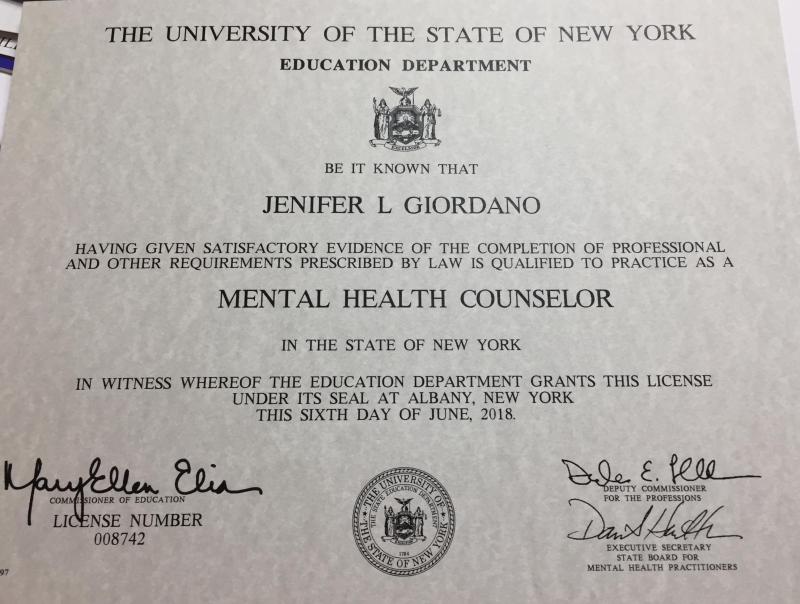 THE UNIVERSITY OF THE STATE OF NEW YORK
EDUCATION DEPARTMENT
EXCELSIOR
BE IT KNOWN THAT
JENIFER L GIORDANO
HAVING GIVEN SATISFACTORY EVIDENCE OF THE COMPLETION OF PROFESSIONAL
AND OTHER REQUIREMENTS PRESCRIBED BY LAW IS QUALIFIED TO PRACTICE AS A
MENTAL HEALTH COUNSELOR
IN THE STATE OF NEW YORK
IN WITNESS WHEREOF THE EDUCATION DEPARTMENT GRANTS THIS LICENSE
UNDER ITS SEAL AT ALBANY, NEW YORK
THIS SIXTH DAY OF JUNE, 2018.
MaryEllen Elia
COMMISSIONER OF EDUCATION
LICENSE NUMBER
008742
97
THE UNIVERSITY OF
THE STATE OF NEW YORK
THE STATE EDUCATION DEPARTMENT
1784
DEPUTY COMMISSIONER
FOR THE PROFESSIONS
EXECUTIVE SECRETARY
STATE BOARD FOR
MENTAL HEALTH PRACTITIONERS